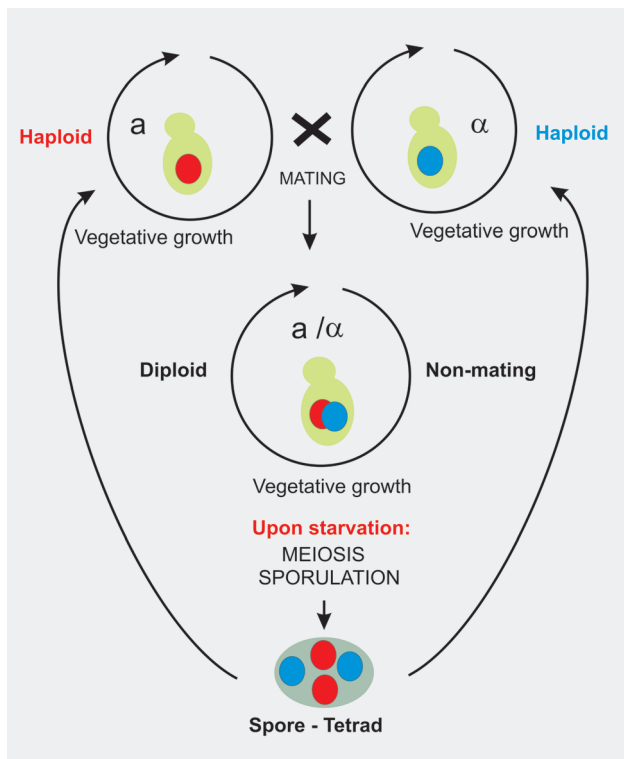 a
α
Haploid
Haploid
MATING
Vegetative growth
Vegetative growth
a /α
Diploid
Non-mating
Vegetative growth
Upon starvation:
MEIOSIS
SPORULATION
Spore - Tetrad